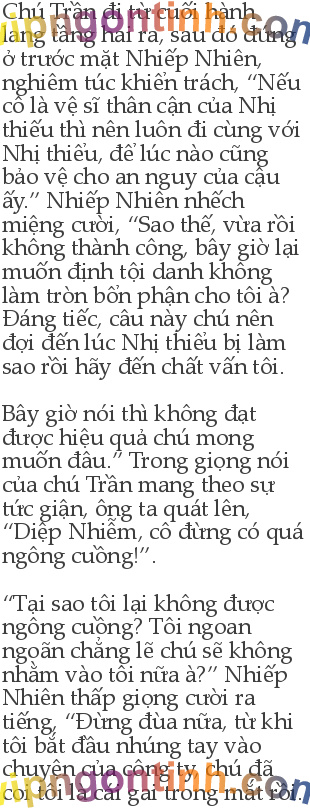 Chú Trần đi từ cuối hành
lang tầng hai ra, sau đó dừng
ở trước mặt Nhiếp Nhiên,
nghiêm túc khiển trách, “Nếu
cô là vệ sĩ thân cận của Nhị
thiếu thì nên luôn đi cùng với
Nhị thiểu, để lúc nào cũng
bảo vệ cho an nguy của cậu
ấy.” Nhiếp Nhiên nhếch
miệng cười, “Sao thế, vừa rồi
không thành công, bây giờ lại
muốn định tội danh không
làm tròn bổn phận cho tôi à?
Đáng tiếc, câu này chú nên
đợi đến lúc Nhị thiểu bị làm
sao rồi hãy đến chất vấn tôi.
Bây giờ nói thì không đạt
được hiệu quả chú mong
muốn đâu.” Trong giọng nói
của chú Trần mang theo sự
tức giận, ông ta quát lên,
“Diệp Nhiễm, cô đừng có quá
ngông cuồng!”.
“Tại sao tôi lại không được
ngông cuồng? Tôi ngoan
ngoãn chẳng lẽ chú sẽ không
nhằm vào tôi nữa à?” Nhiếp
Nhiên thấp giọng cười ra
tiếng, “Đừng đùa nữa, từ khi
tôi bắt đầu nhúng tay vào
chuyện của công ty, chú đã
coi tôi là cái gai trong mắt rồi.
vipngontinh.com
vipngontinh.com